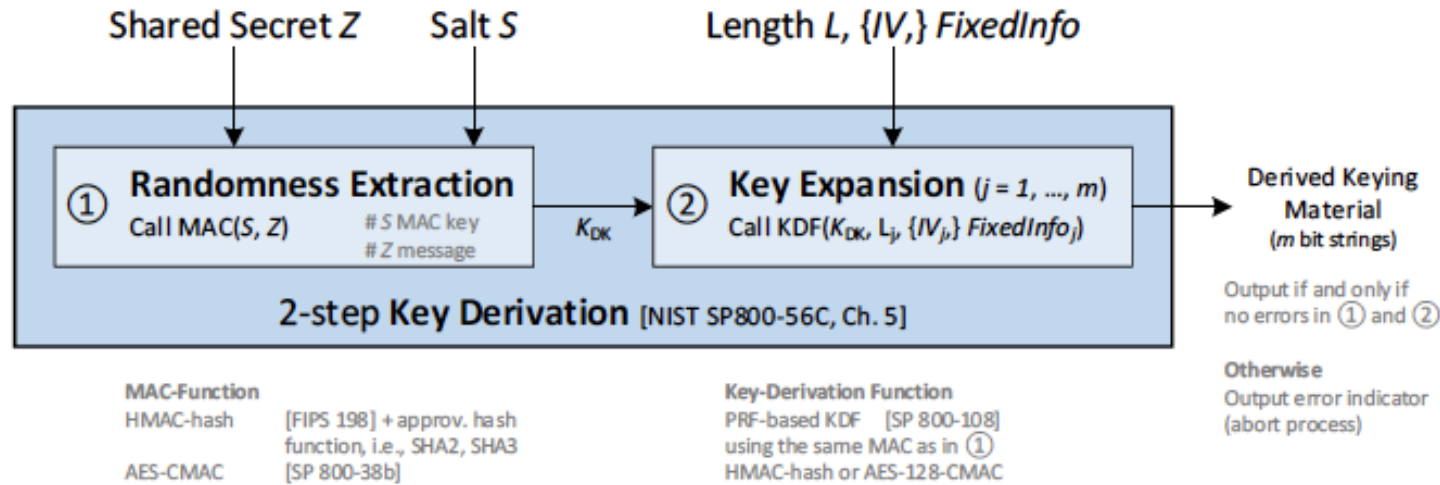 Shared Secret Z Salt S Length L, {IV,} FixedInfo
① Randomness Extraction
Call MAC(S, Z) # S MAC key
# Z message
K_DK
② Key Expansion (j = 1, ..., m)
Call KDF(K_DK, L_j, {IV_j,} FixedInfo_j)
2-step Key Derivation [NIST SP800-56C, Ch. 5]
Derived Keying
Material
(m bit strings)
Output if and only if
no errors in ① and ②
Otherwise
Output error indicator
(abort process)
MAC-Function
HMAC-hash [FIPS 198] + approv. hash
function, i.e., SHA2, SHA3
AES-CMAC [SP 800-38b]
Key-Derivation Function
PRF-based KDF [SP 800-108]
using the same MAC as in ①
HMAC-hash or AES-128-CMAC